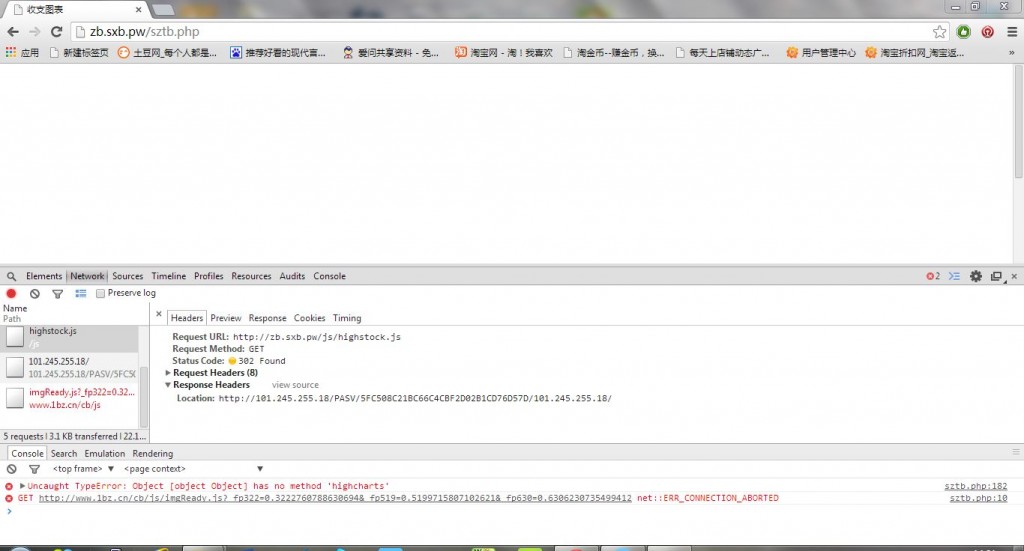 收支图表
zb.sxb.pw/sztb.php
应用 新建标签页 土豆网_每个人都是... 推荐好看的现代言... 爱问共享资料 - 免... 淘宝网 - 淘！我喜欢 淘金币--赚金币，换... 每天上店铺动态广... 用户管理中心 淘宝折扣网_淘宝返... »
Elements Network Sources Timeline Profiles Resources Audits Console 2
Preserve log
Name
Path
Headers Preview Response Cookies Timing
highstock.js
/js
101.245.255.18/
101.245.255.18/PASV/5FC50
imgReady.js?_fp322=0.32...
www.1bz.cn/cb/js
Request URL: http://zb.sxb.pw/js/highstock.js
Request Method: GET
Status Code: 302 Found
Request Headers (8)
Response Headers view source
Location: http://101.245.255.18/PASV/5FC508C21BC66C4CBF2D02B1CD76D57D/101.245.255.18/
5 requests | 3.1 KB transferred | 22.1...
Console Search Emulation Rendering
<top frame> <page context>
Uncaught TypeError: Object [object Object] has no method 'highcharts' sztb.php:182
GET http://www.1bz.cn/cb/js/imgReady.js?_fp322=0.3222760788630694&_fp519=0.5199715807102621&_fp630=0.6306230735499412 net::ERR_CONNECTION_ABORTED sztb.php:10